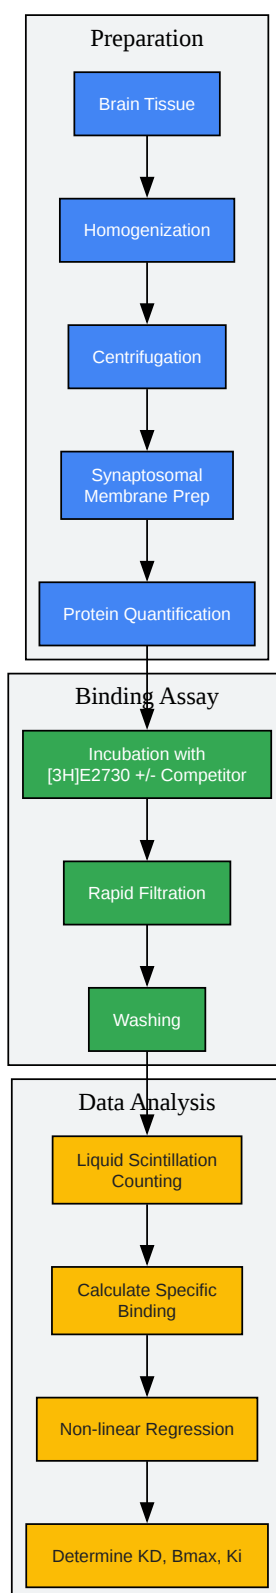 Preparation
Brain Tissue
Homogenization
Centrifugation
Synaptosomal
Membrane Prep
Protein Quantification
Binding Assay
Incubation with
[3H]E2730 +/- Competitor
Rapid Filtration
Washing
Data Analysis
Liquid Scintillation
Counting
Calculate Specific
Binding
Non-linear Regression
Determine KD, Bmax, Ki